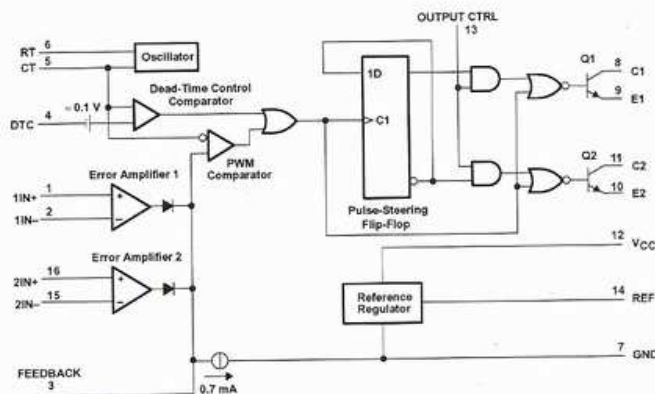 OUTPUT CTRL
13
RT 6
CT 5
Oscillator
Dead-Time Control
Comparator
≈ 0.1 V
DTC 4
PWM
Comparator
1D
C1
Pulse-Steering
Flip-Flop
Q1
8 C1
9 E1
Q2
11 C2
10 E2
Error Amplifier 1
1IN+ 1
+
1IN– 2
–
Error Amplifier 2
2IN+ 16
+
2IN– 15
–
12 VCC
Reference
Regulator
14 REF
7 GND
FEEDBACK
3
0.7 mA